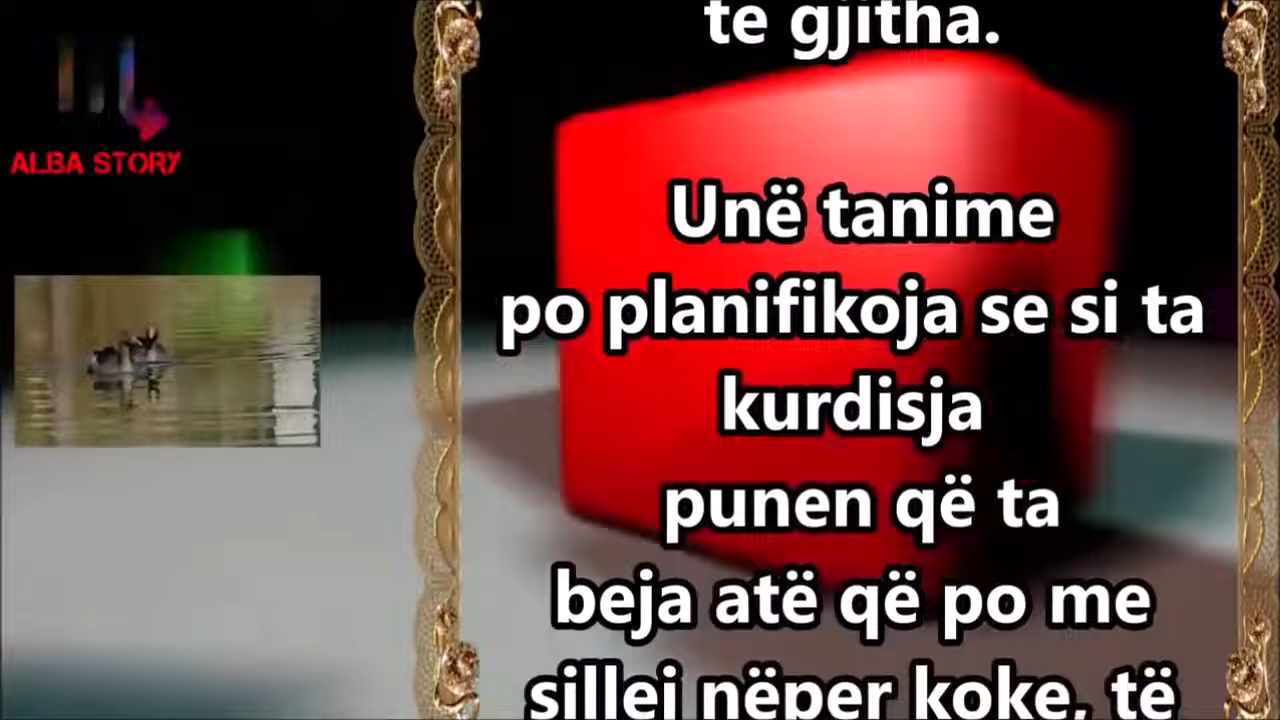 të gjitha.
ALBA STORY
Unë tanime
po planifikoja se si ta
kurdisja
punen që ta
beja atë që po me
sillej nëper koke, të